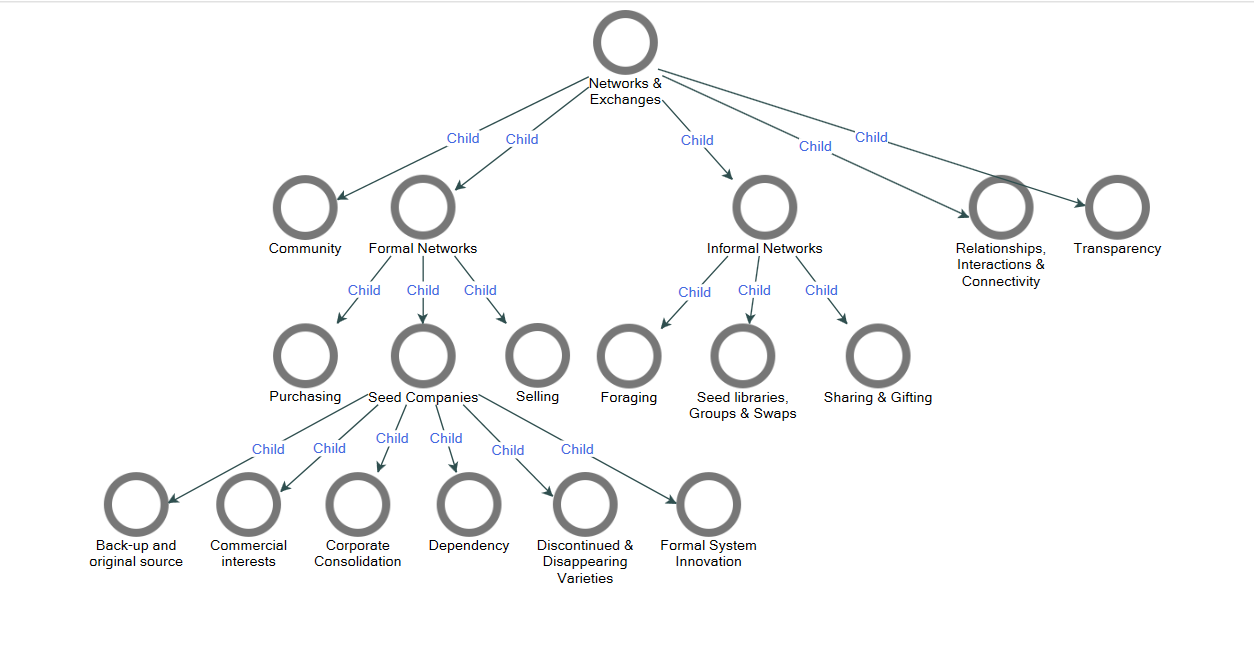 Networks &
Exchanges
Child
Child
Child
Child
Child
Community
Formal Networks
Informal Networks
Relationships,
Interactions &
Connectivity
Transparency
Child
Child
Child
Child
Child
Child
Purchasing
Seed Companies
Selling
Foraging
Seed libraries,
Groups & Swaps
Sharing & Gifting
Child
Child
Child
Child
Child
Child
Back-up and
original source
Commercial
interests
Corporate
Consolidation
Dependency
Discontinued &
Disappearing
Varieties
Formal System
Innovation